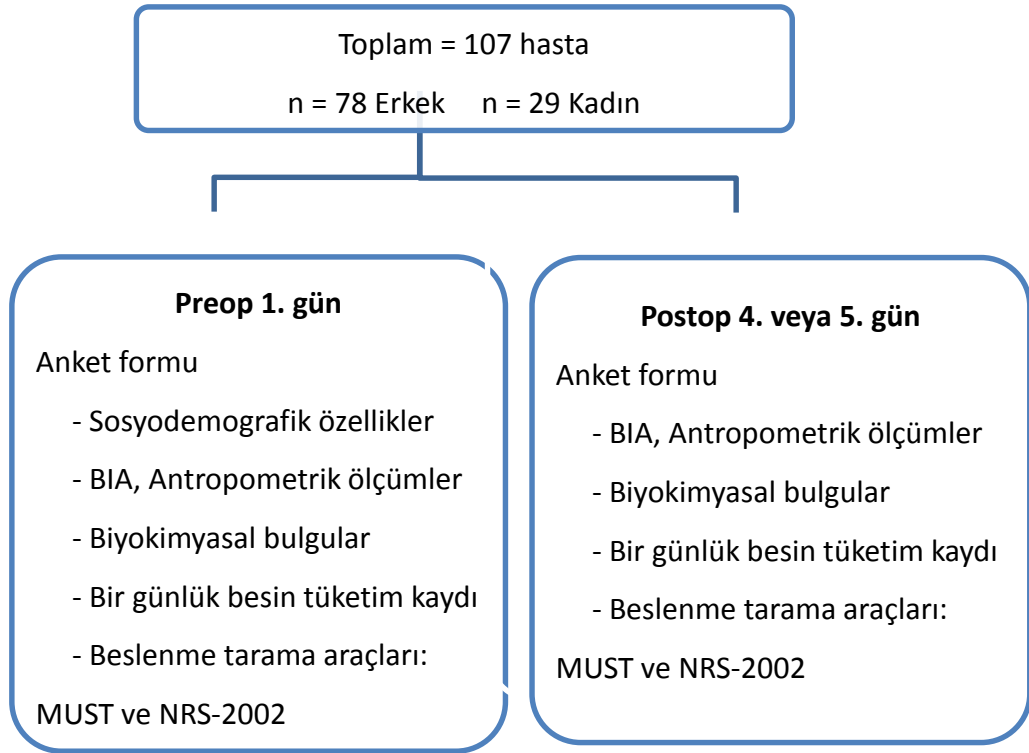 Toplam = 107 hasta
n = 78 Erkek n = 29 Kadın
Preop 1. gün
Anket formu
- Sosyodemografik özellikler
- BIA, Antropometrik ölçümler
- Biyokimyasal bulgular
- Bir günlük besin tüketim kaydı
- Beslenme tarama araçları:
MUST ve NRS-2002
Postop 4. veya 5. gün
Anket formu
- BIA, Antropometrik ölçümler
- Biyokimyasal bulgular
- Bir günlük besin tüketim kaydı
- Beslenme tarama araçları:
MUST ve NRS-2002